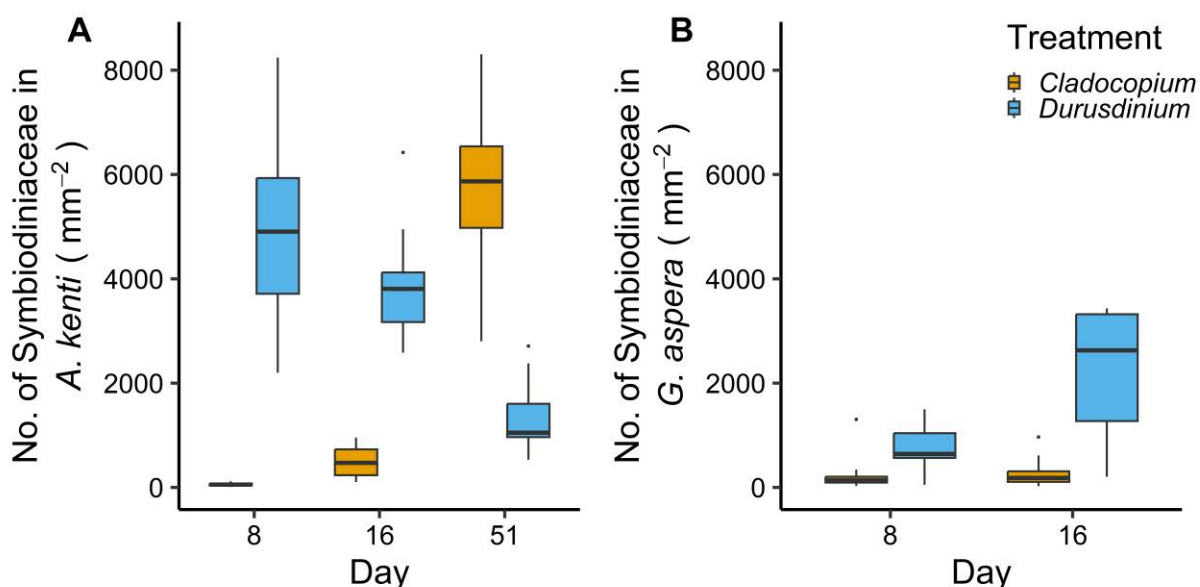 A
No. of Symbiodiniaceae in
A. kenti ( mm−2 )
8000
6000
4000
2000
0
8 16 51
Day
B
No. of Symbiodiniaceae in
G. aspera ( mm−2 )
8000
6000
4000
2000
0
8 16
Day
Treatment
Cladocopium
Durusdinium